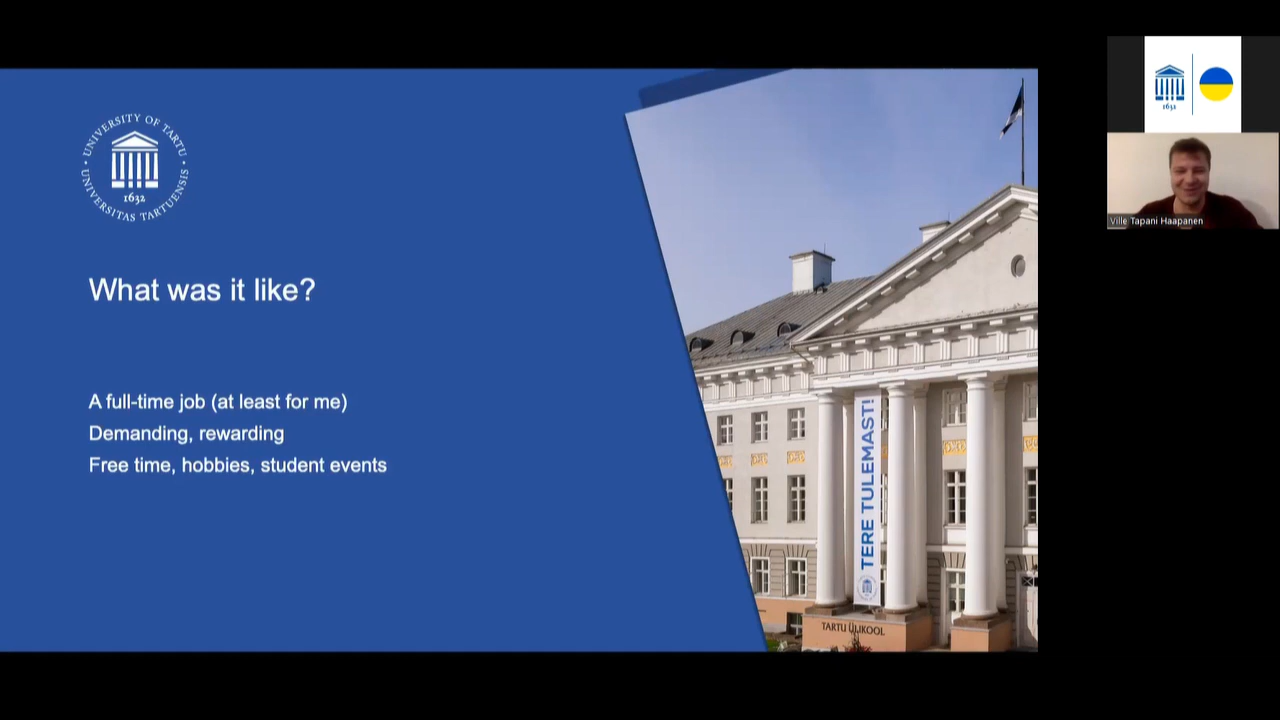 UNIVERSITY OF TARTU
UNIVERSITAS TARTUENSIS
1632
What was it like?
A full-time job (at least for me)
Demanding, rewarding
Free time, hobbies, student events
TERE TULEMAST!
TARTU ÜLIKOOL
1632
Ville Tapani Haapanen